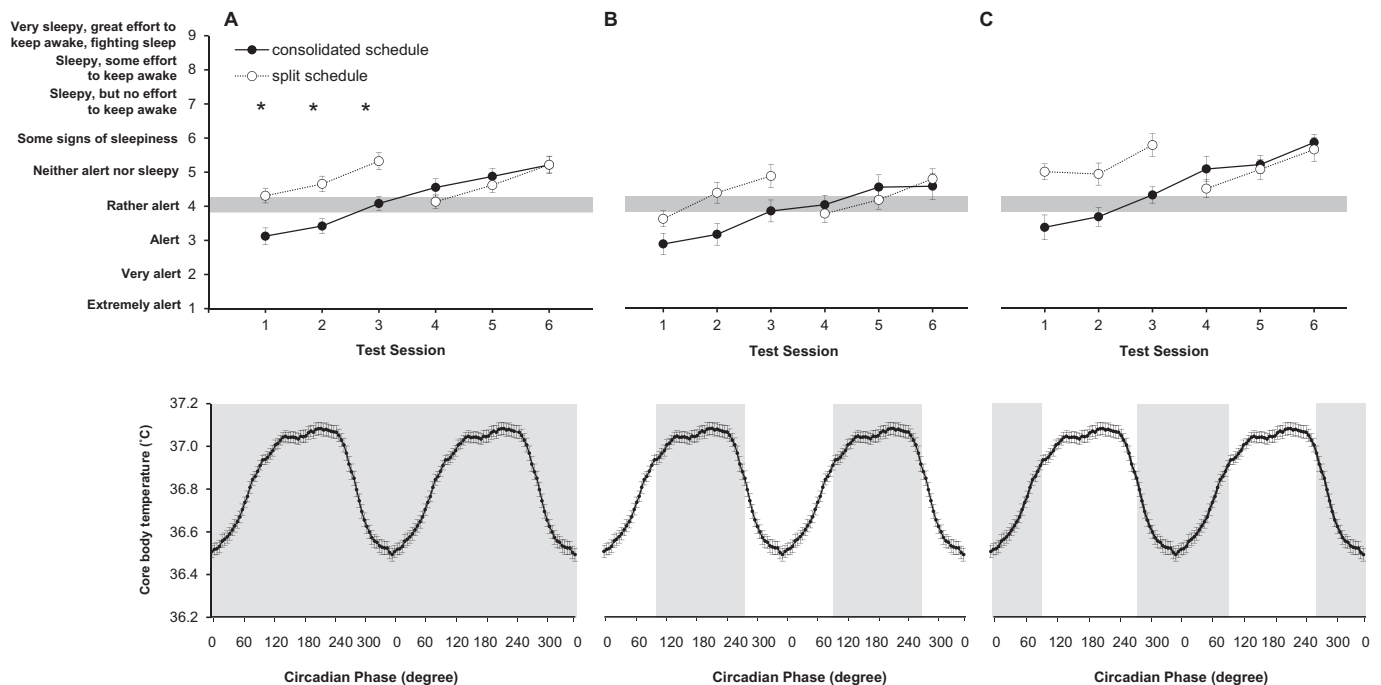 A
B
C
Very sleepy, great effort to
keep awake, fighting sleep
Sleepy, some effort
to keep awake
Sleepy, but no effort
to keep awake
Some signs of sleepiness
Neither alert nor sleepy
Rather alert
Alert
Very alert
Extremely alert
9
8
7
6
5
4
3
2
1
consolidated schedule
split schedule
* * *
1 2 3 4 5 6
1 2 3 4 5 6
1 2 3 4 5 6
Test Session
Test Session
Test Session
Core body temperature (°C)
37.2
37.0
36.8
36.6
36.4
36.2
0 60 120 180 240 300 0 60 120 180 240 300 0
0 60 120 180 240 300 0 60 120 180 240 300 0
0 60 120 180 240 300 0 60 120 180 240 300 0
Circadian Phase (degree)
Circadian Phase (degree)
Circadian Phase (degree)